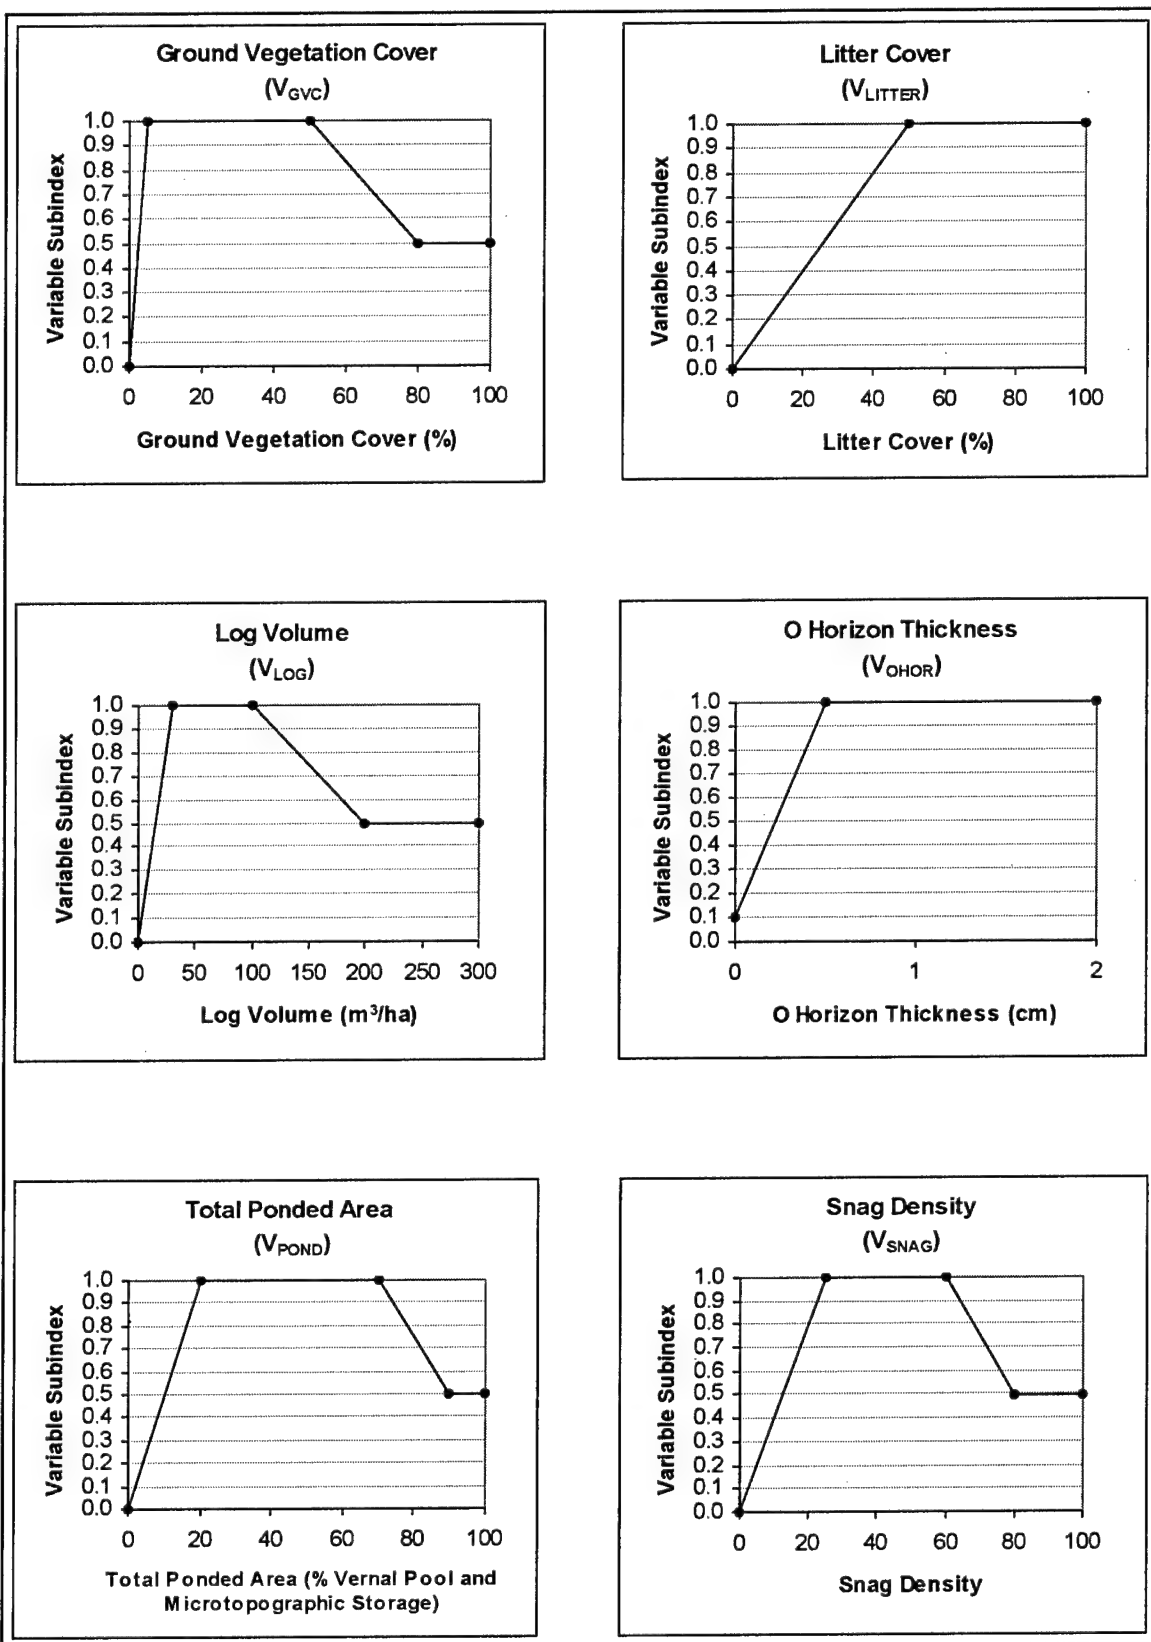 Ground Vegetation Cover
(V_GVC)
1.0
0.9
0.8
0.7
0.6
0.5
0.4
0.3
0.2
0.1
0.0
Variable Subindex
0 20 40 60 80 100
Ground Vegetation Cover (%)
Litter Cover
(V_LITTER)
1.0
0.9
0.8
0.7
0.6
0.5
0.4
0.3
0.2
0.1
0.0
Variable Subindex
0 20 40 60 80 100
Litter Cover (%)
Log Volume
(V_LOG)
1.0
0.9
0.8
0.7
0.6
0.5
0.4
0.3
0.2
0.1
0.0
Variable Subindex
0 50 100 150 200 250 300
Log Volume (m³/ha)
O Horizon Thickness
(V_OHOR)
1.0
0.9
0.8
0.7
0.6
0.5
0.4
0.3
0.2
0.1
0.0
Variable Subindex
0 1 2
O Horizon Thickness (cm)
Total Ponded Area
(V_POND)
1.0
0.9
0.8
0.7
0.6
0.5
0.4
0.3
0.2
0.1
0.0
Variable Subindex
0 20 40 60 80 100
Total Ponded Area (% Vernal Pool and
Microtopographic Storage)
Snag Density
(V_SNAG)
1.0
0.9
0.8
0.7
0.6
0.5
0.4
0.3
0.2
0.1
0.0
Variable Subindex
0 20 40 60 80 100
Snag Density